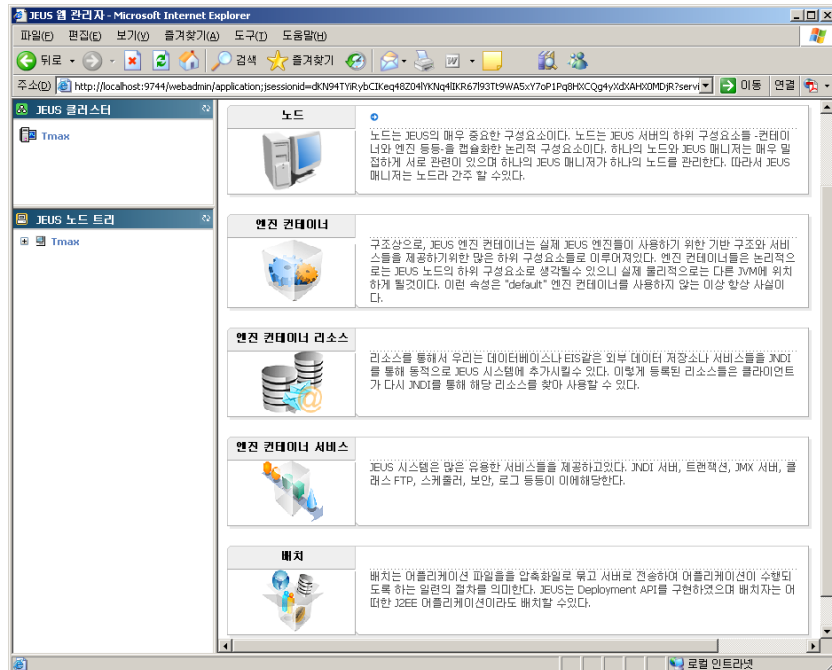 JEUS 웹 관리자 - Microsoft Internet Explorer
파일(F) 편집(E) 보기(V) 즐겨찾기(A) 도구(T) 도움말(H)
뒤로 검색 즐겨찾기
주소(D) 이동 연결
JEUS 클러스터
Tmax
JEUS 노드 트리
Tmax
노드
노드는 JEUS의 매우 중요한 구성요소이다. 노드는 JEUS 서버의 하위 구성요소들 -컨테이
너와 엔진 등등-을 캡슐화한 논리적 구성요소이다. 하나의 노드와 JEUS 매니저는 매우 밀
접하게 서로 관련이 있으며 하나의 JEUS 매니저가 하나의 노드를 관리한다. 따라서 JEUS
매니저는 노드라 간주 할 수있다.
엔진 컨테이너
구조상으로, JEUS 엔진 컨테이너는 실제 JEUS 엔진들이 사용하기 위한 기반 구조와 서비
스들을 제공하기위한 많은 하위 구성요소들로 이루어져있다. 엔진 컨테이너들은 논리적으
로는 JEUS 노드의 하위 구성요소로 생각될수 있으니 실제 물리적으로는 다른 JVM에 위치
하게 될것이다. 이런 속성은 "default" 엔진 컨테이너를 사용하지 않는 이상 항상 사실이
다.
엔진 컨테이너 리소스
리소스를 통해서 우리는 데이터베이스나 EIS같은 외부 데이터 저장소나 서비스들을 JNDI
를 통해 동적으로 JEUS 시스템에 추가시킬수 있다. 이렇게 등록된 리소스들은 클라이언트
가 다시 JNDI를 통해 해당 리소스를 찾아 사용할 수 있다.
엔진 컨테이너 서비스
JEUS 시스템은 많은 유용한 서비스들을 제공하고있다. JNDI 서버, 트랜잭션, JMX 서버, 클
래스 FTP, 스케줄러, 보안, 로그 등등이 이에해당한다.
배치
배치는 어플리케이션 파일을을 압축화일로 묶고 서버로 전송하여 어플리케이션이 수행되
도록 하는 일련의 절차를 의미한다. JEUS는 Deployment API를 구현하였으며 배치자는 어
떠한 J2EE 어플리케이션이라도 배치할 수있다.
로컬 인트라넷